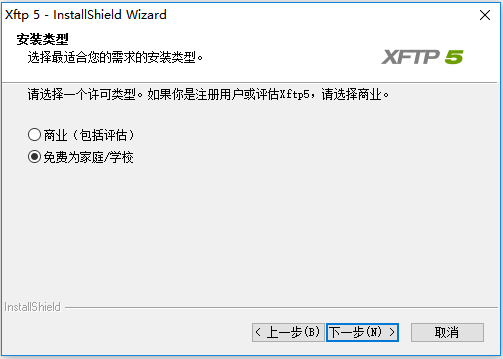 Xftp 5 - InstallShield Wizard
安装类型
选择最适合您的需求的安装类型。
XFTP 5
请选择一个许可类型。如果你是注册用户或评估Xftp5，请选择商业。
商业（包括评估）
免费为家庭/学校
InstallShield
< 上一步(B) 下一步(N) > 取消